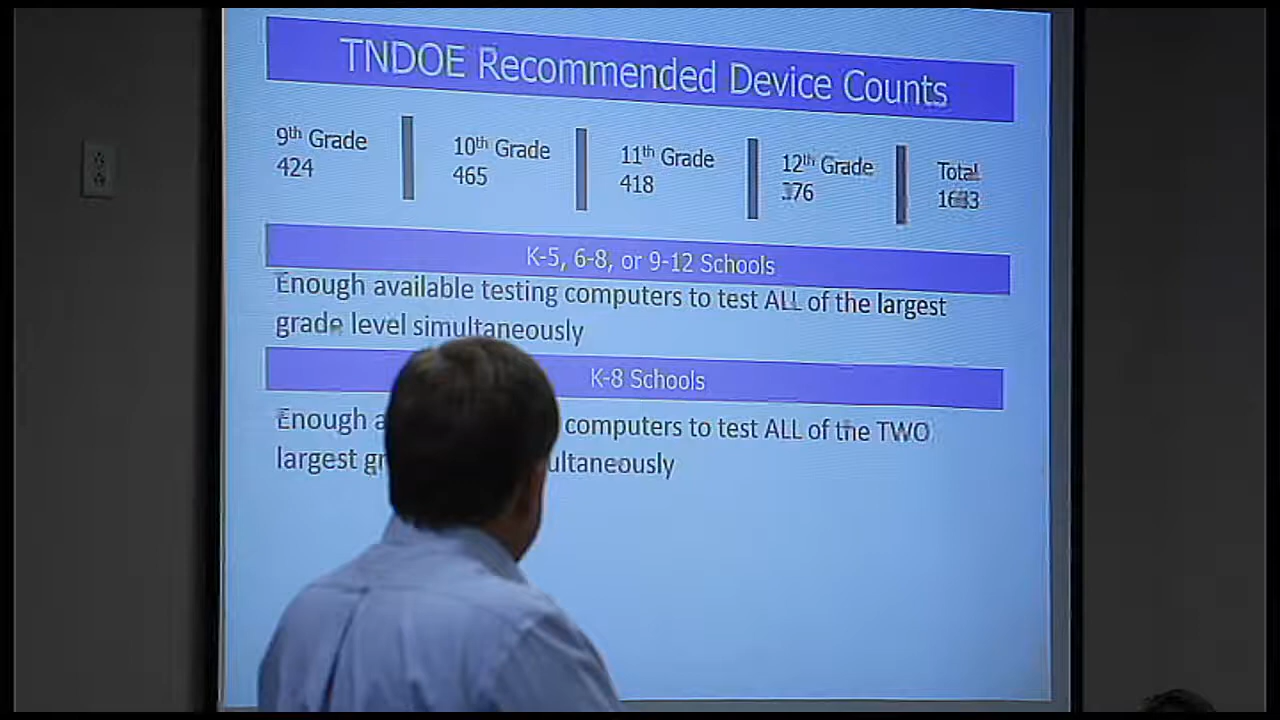 TNDOE Recommended Device Counts
9th Grade
424
10th Grade
465
11th Grade
418
12th Grade
376
Total
1683
K-5, 6-8, or 9-12 Schools
Enough available testing computers to test ALL of the largest
grade level simultaneously
K-8 Schools
Enough computers to test ALL of the TWO
largest